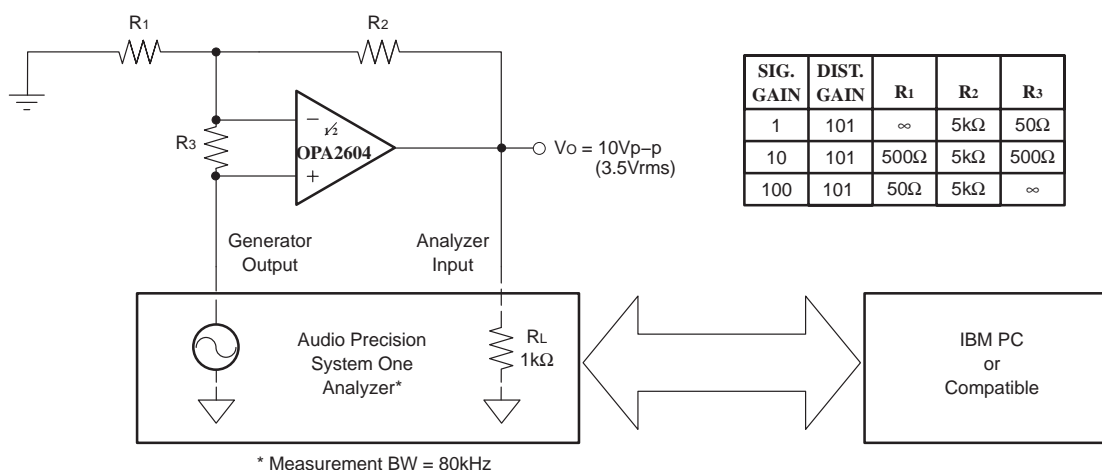 R1
R2
R3
−
½
OPA2604
+
VO = 10Vp–p
(3.5Vrms)
Generator
Output
Analyzer
Input
Audio Precision
System One
Analyzer*
RL
1kΩ
IBM PC
or
Compatible
* Measurement BW = 80kHz
SIG. GAIN DIST. GAIN R1 R2 R3
1 101 ∞ 5kΩ 50Ω
10 101 500Ω 5kΩ 500Ω
100 101 50Ω 5kΩ ∞